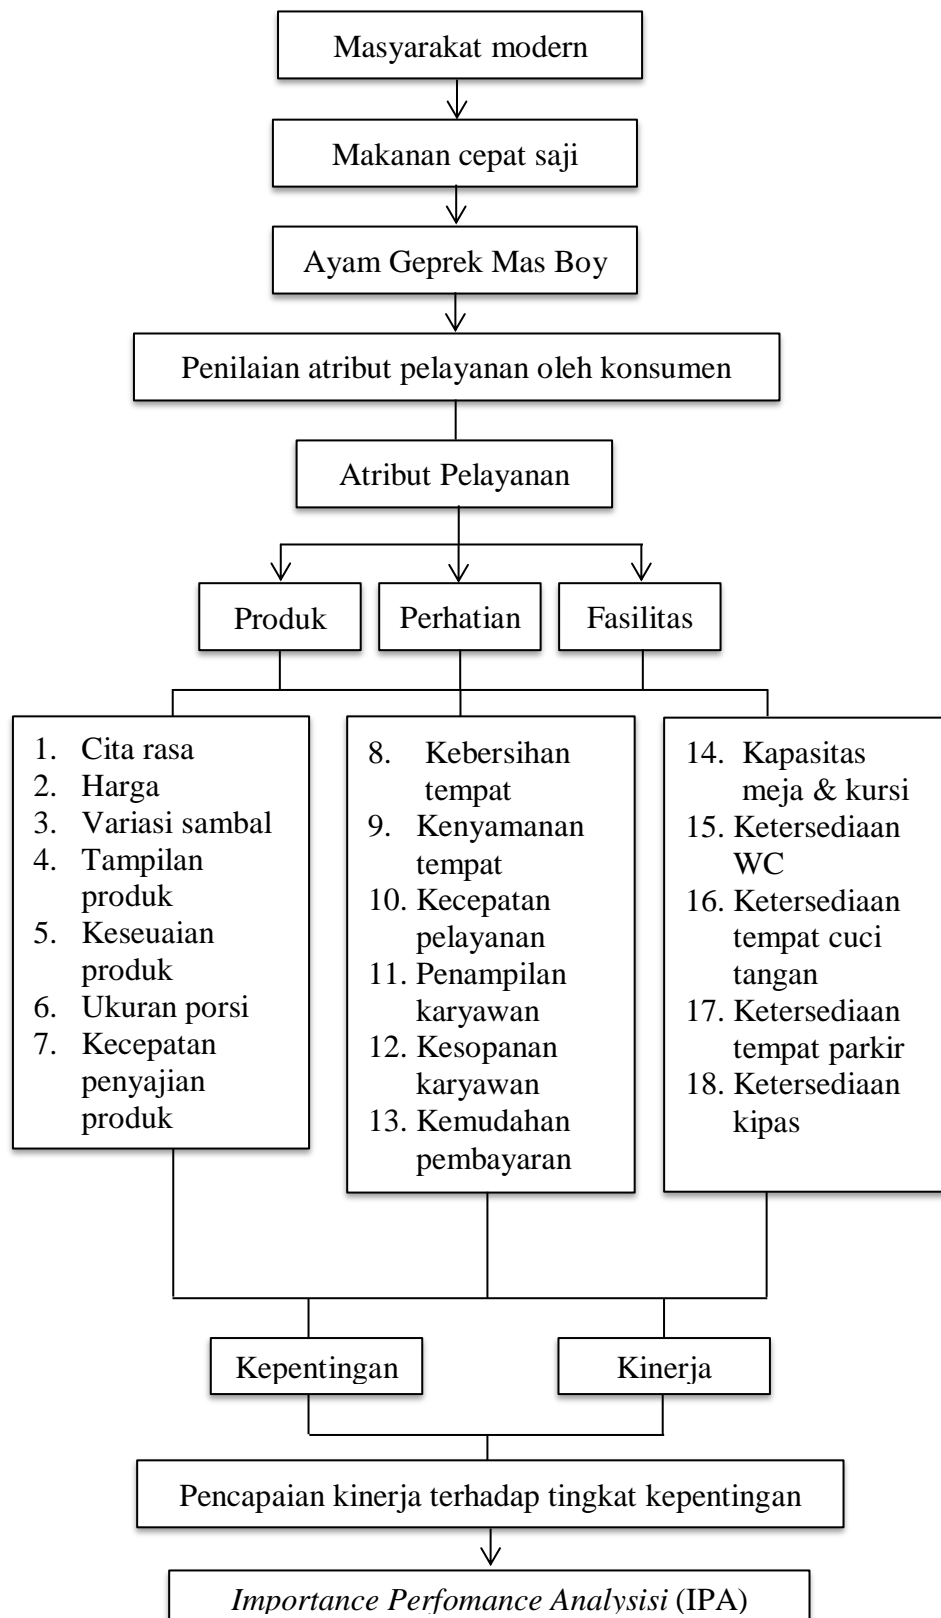 Masyarakat modern
Makanan cepat saji
Ayam Geprek Mas Boy
Penilaian atribut pelayanan oleh konsumen
Atribut Pelayanan
Produk
Perhatian
Fasilitas
1. Cita rasa
2. Harga
3. Variasi sambal
4. Tampilan
produk
5. Keseuaian
produk
6. Ukuran porsi
7. Kecepatan
penyajian
produk
8. Kebersihan
tempat
9. Kenyamanan
tempat
10. Kecepatan
pelayanan
11. Penampilan
karyawan
12. Kesopanan
karyawan
13. Kemudahan
pembayaran
14. Kapasitas
meja & kursi
15. Ketersediaan
WC
16. Ketersediaan
tempat cuci
tangan
17. Ketersediaan
tempat parkir
18. Ketersediaan
kipas
Kepentingan
Kinerja
Pencapaian kinerja terhadap tingkat kepentingan
Importance Perfomance Analysisi (IPA)